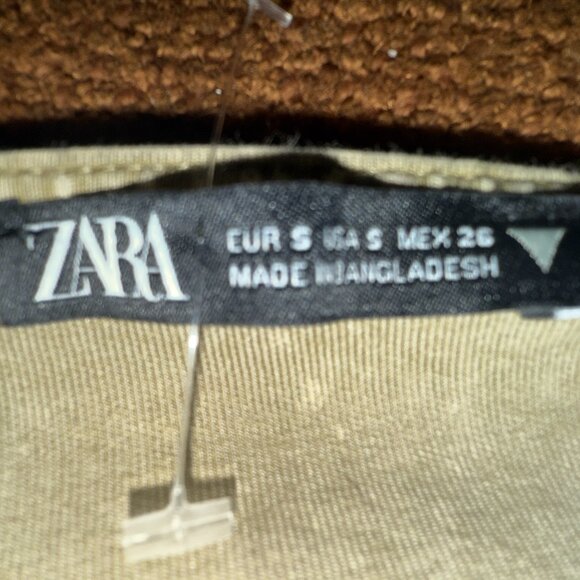 ZARA
EUR S USA S MEX 26
MADE IN BANGLADESH